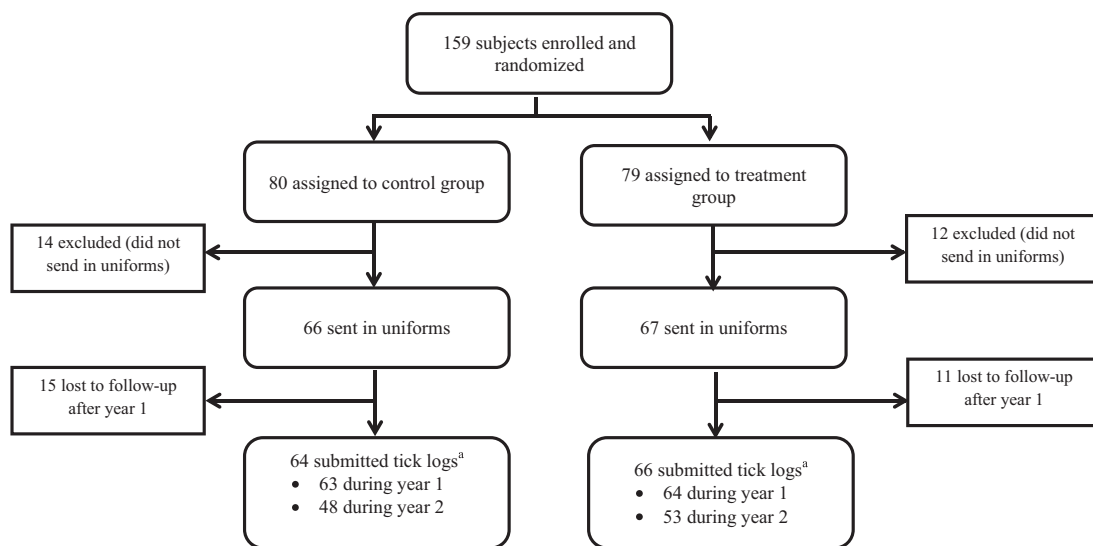 159 subjects enrolled and
randomized
80 assigned to control group
79 assigned to treatment
group
14 excluded (did not
send in uniforms)
12 excluded (did not
send in uniforms)
66 sent in uniforms
67 sent in uniforms
15 lost to follow-up
after year 1
11 lost to follow-up
after year 1
64 submitted tick logsᵃ
• 63 during year 1
• 48 during year 2
66 submitted tick logsᵃ
• 64 during year 1
• 53 during year 2